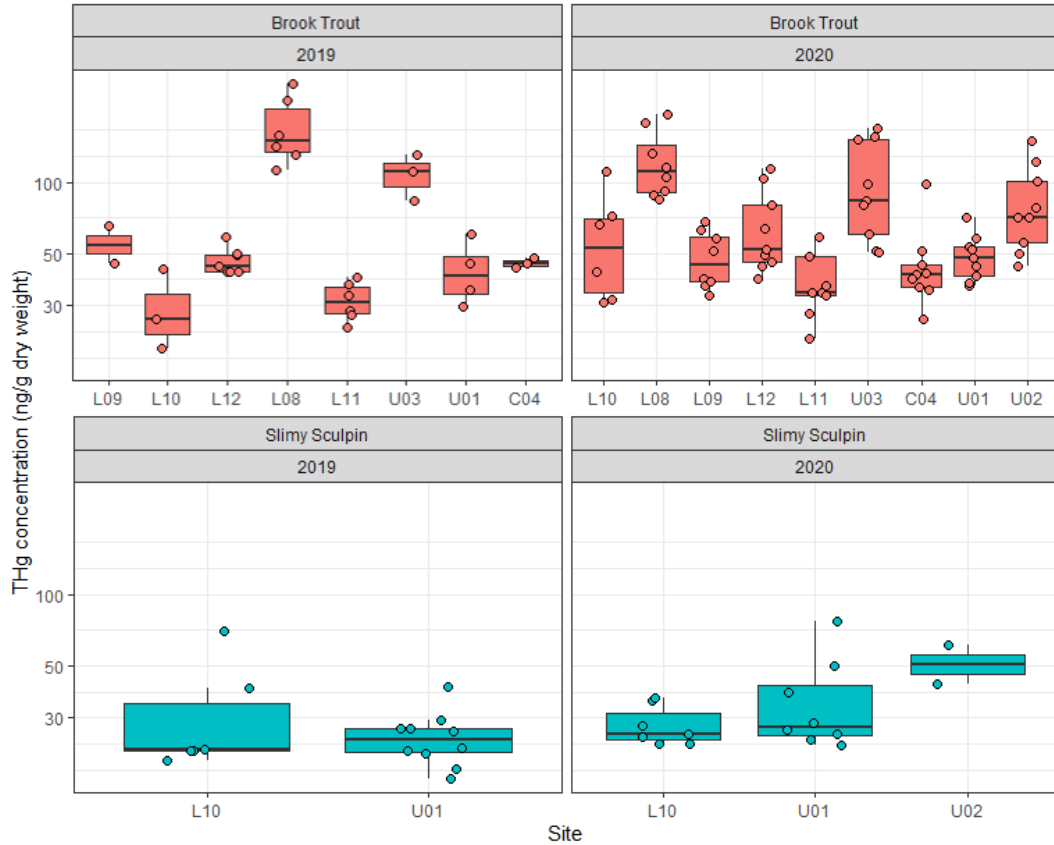 Brook Trout
2019
Brook Trout
2020
100
50
30
L09 L10 L12 L08 L11 U03 U01 C04
L10 L08 L09 L12 L11 U03 C04 U01 U02
Slimy Sculpin
2019
Slimy Sculpin
2020
100
50
30
L10 U01
L10 U01 U02
THg concentration (ng/g dry weight)
Site